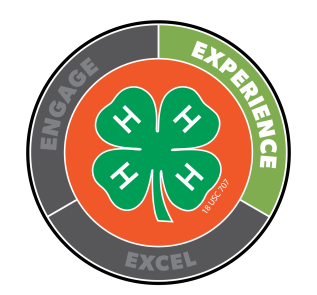 ENGAGE
EXPERIENCE
H H
H H
18 USC 707
EXCEL